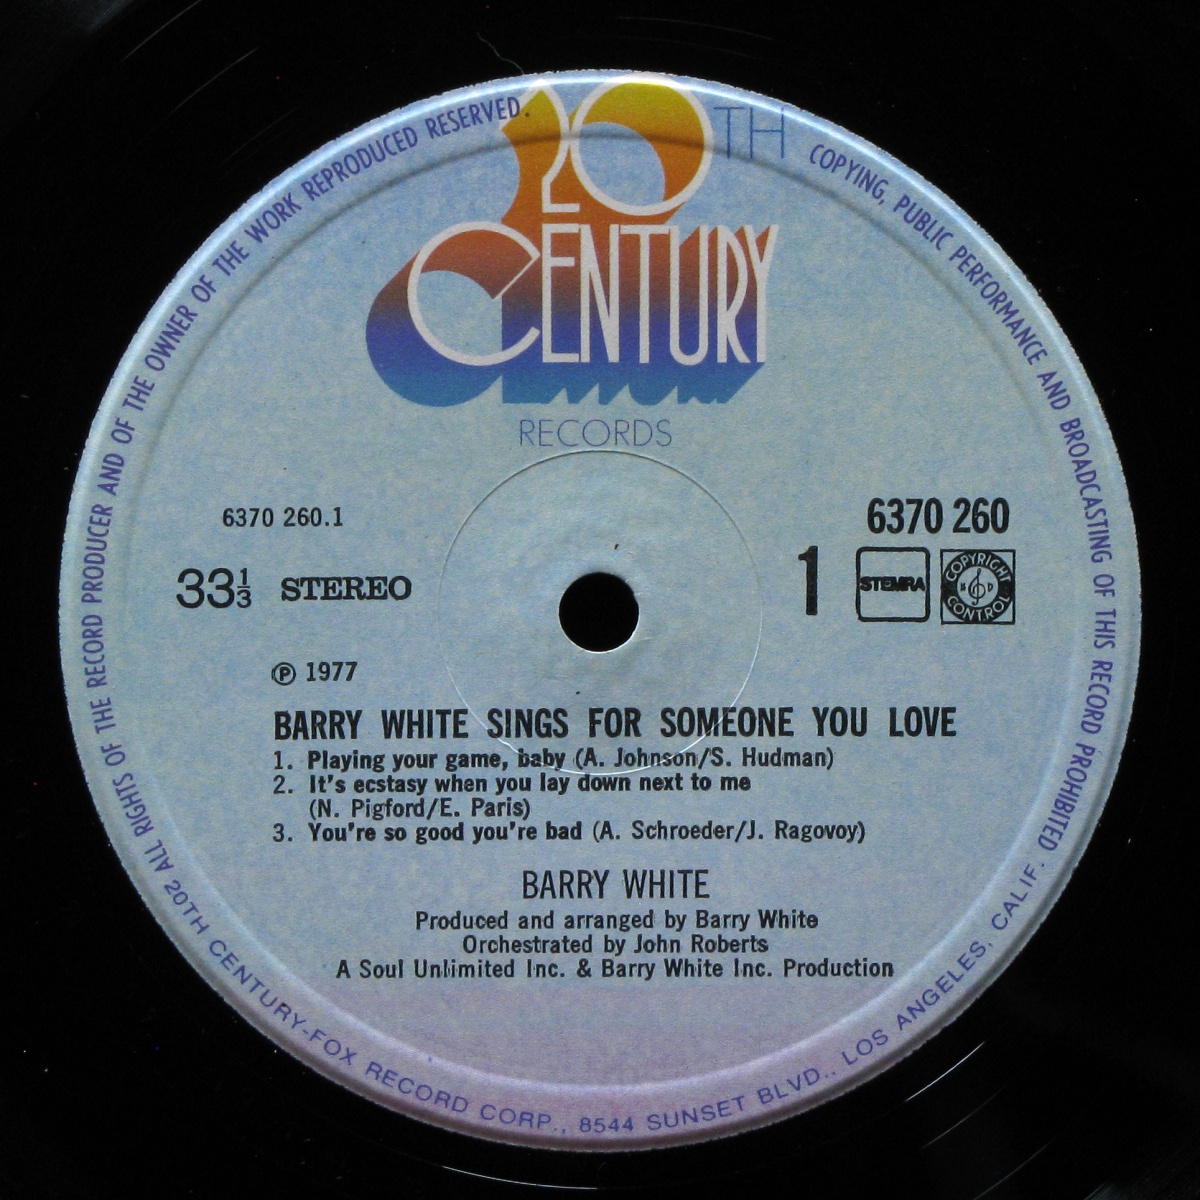 20TH
CENTURY
RECORDS
6370 260.1
33⅓ STEREO
6370 260
1
STEMRA
COPYRIGHT
CONTROL
℗ 1977
BARRY WHITE SINGS FOR SOMEONE YOU LOVE
1. Playing your game, baby (A. Johnson/S. Hudman)
2. It's ecstasy when you lay down next to me
(N. Pigford/E. Paris)
3. You're so good you're bad (A. Schroeder/J. Ragovoy)
BARRY WHITE
Produced and arranged by Barry White
Orchestrated by John Roberts
A Soul Unlimited Inc. & Barry White Inc. Production
ALL RIGHTS OF THE RECORD PRODUCER AND OF THE OWNER OF THE WORK REPRODUCED RESERVED.
COPYING, PUBLIC PERFORMANCE AND BROADCASTING OF THIS RECORD PROHIBITED
20TH CENTURY-FOX RECORD CORP., 8544 SUNSET BLVD., LOS ANGELES, CALIF.